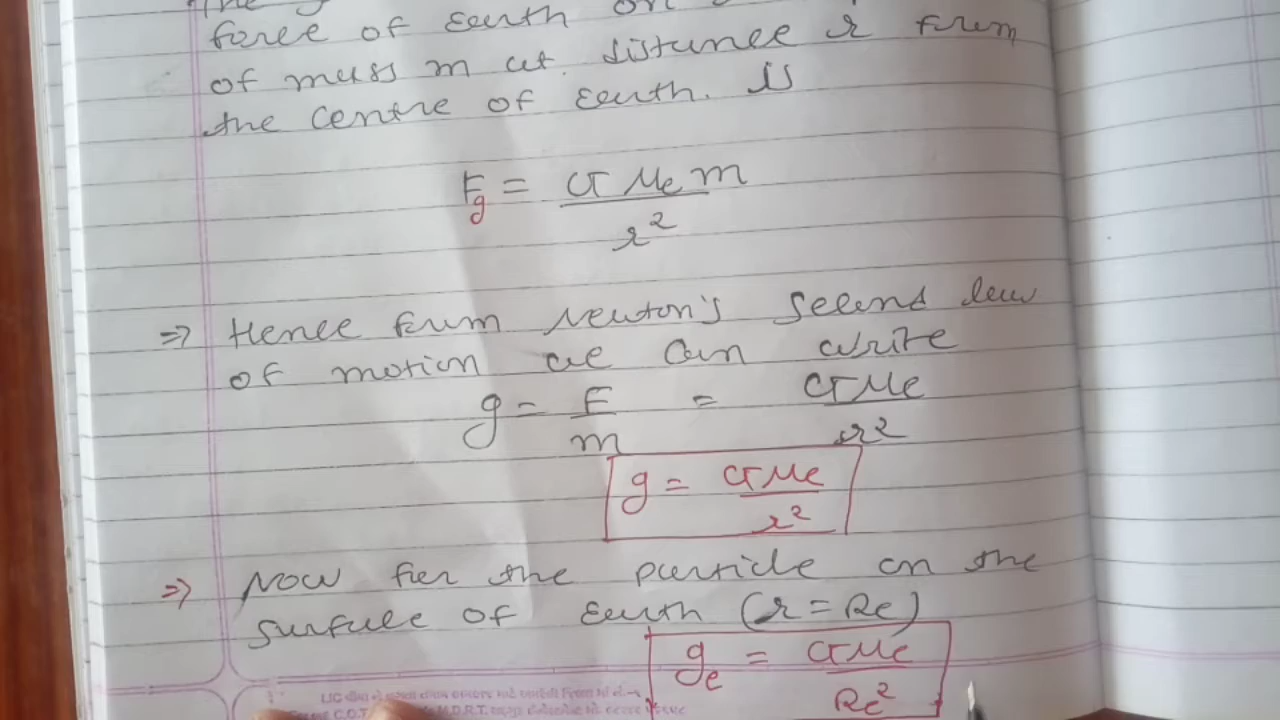 The
force of Earth on
of mass m at. distance r from
the centre of Earth. is
Fg = GMem / r²
⇒ Hence from Newton's second law
of motion we can write
g = F / m = GMe / r²
g = GMe / r²
⇒ Now for the particle on the
surface of Earth (r = Re)
ge = GMe / Re²
LIC
C.O.T. M.D.R.T.